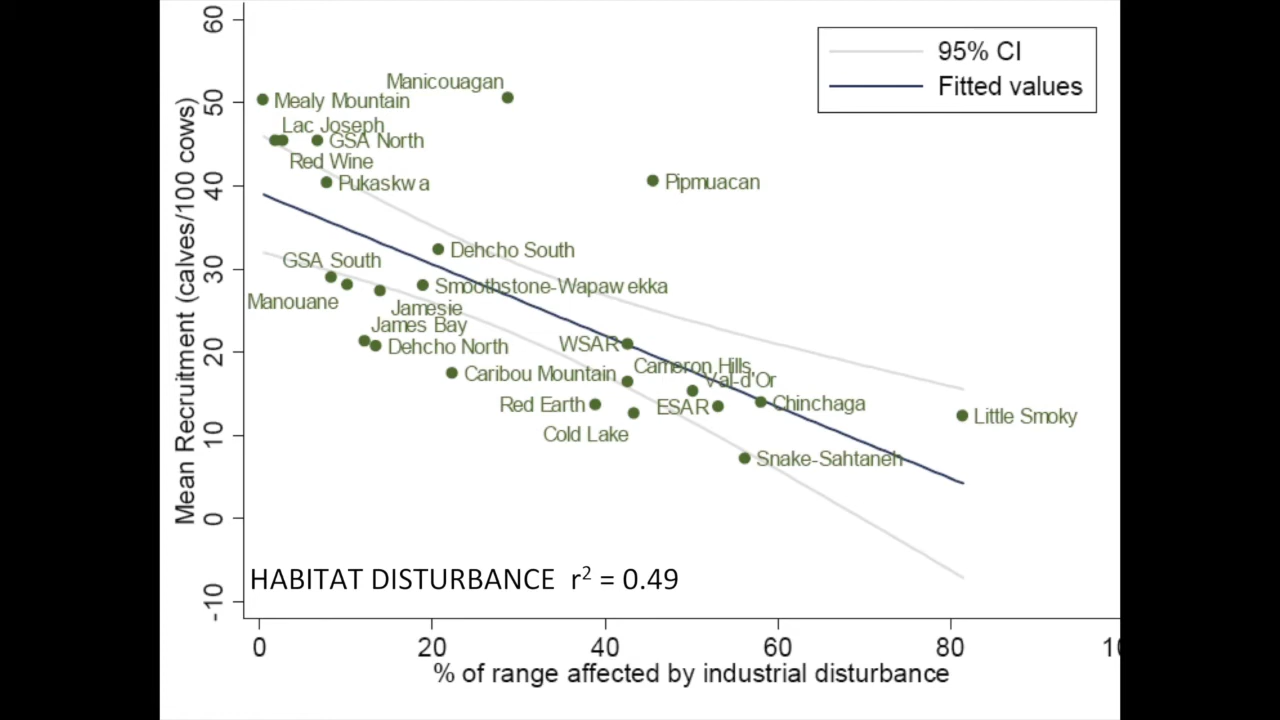 60
95% CI
Fitted values
Manicouagan
50
Mealy Mountain
Lac Joseph
GSA North
Red Wine
40
Pukaskwa
Pipmuacan
Mean Recruitment (calves/100 cows)
Dehcho South
30
GSA South
Smoothstone-Wapawekka
Manouane
Jamesie
James Bay
20
Dehcho North
WSAR
Cameron Hills,
Caribou Mountain
Val-d'Or
Red Earth
ESAR
Chinchaga
Little Smoky
10
Cold Lake
Snake-Sahtaneh
0
HABITAT DISTURBANCE r² = 0.49
-10
0 20 40 60 80 10
% of range affected by industrial disturbance